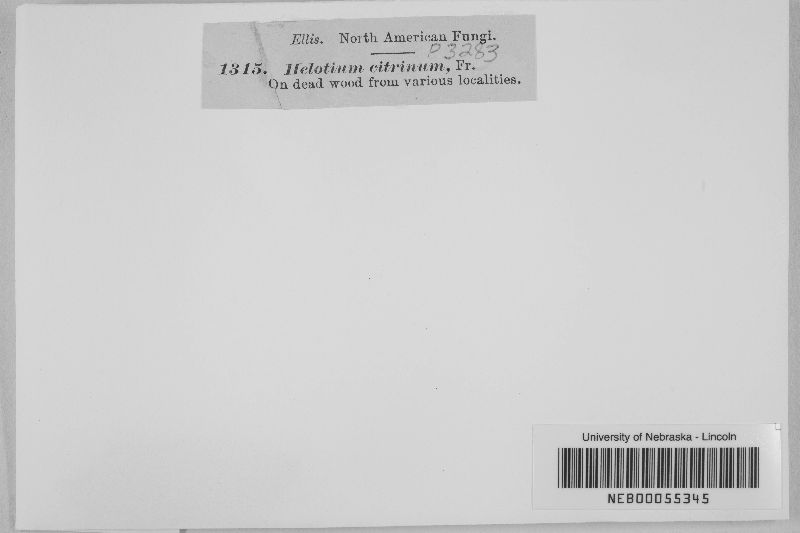 Ellis. North American Fungi.
P3283
1315. Helotium citrinum, Fr.
On dead wood from various localities.
University of Nebraska - Lincoln
NEB00055345